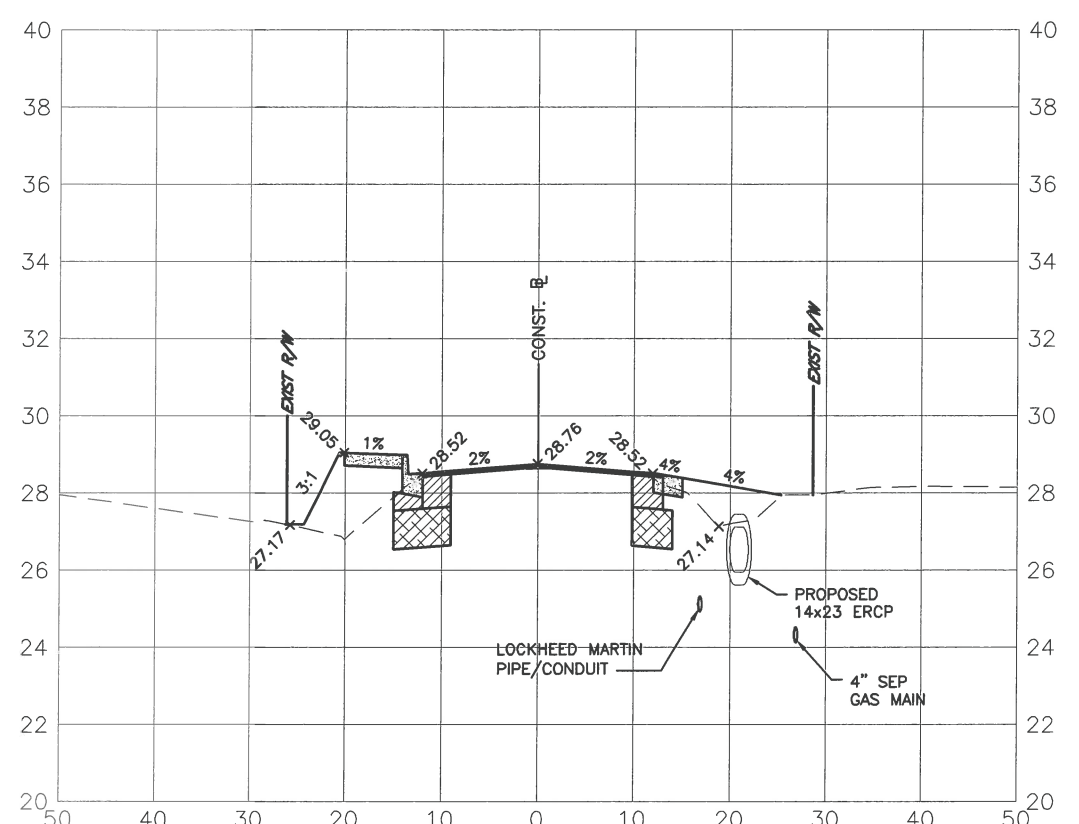 40 40
38 38
36 36
34 34
CONST. BL
32 32
EXIST R/W
EXIST R/W
30 30
29.05
1%
28.52
2%
28.76
2%
28.52
4%
4%
3:1
28 28
27.17
27.14
26 26
PROPOSED
14x23 ERCP
LOCKHEED MARTIN
PIPE/CONDUIT
24 24
4" SEP
GAS MAIN
22 22
20 20
50 40 30 20 10 0 10 20 30 40 50